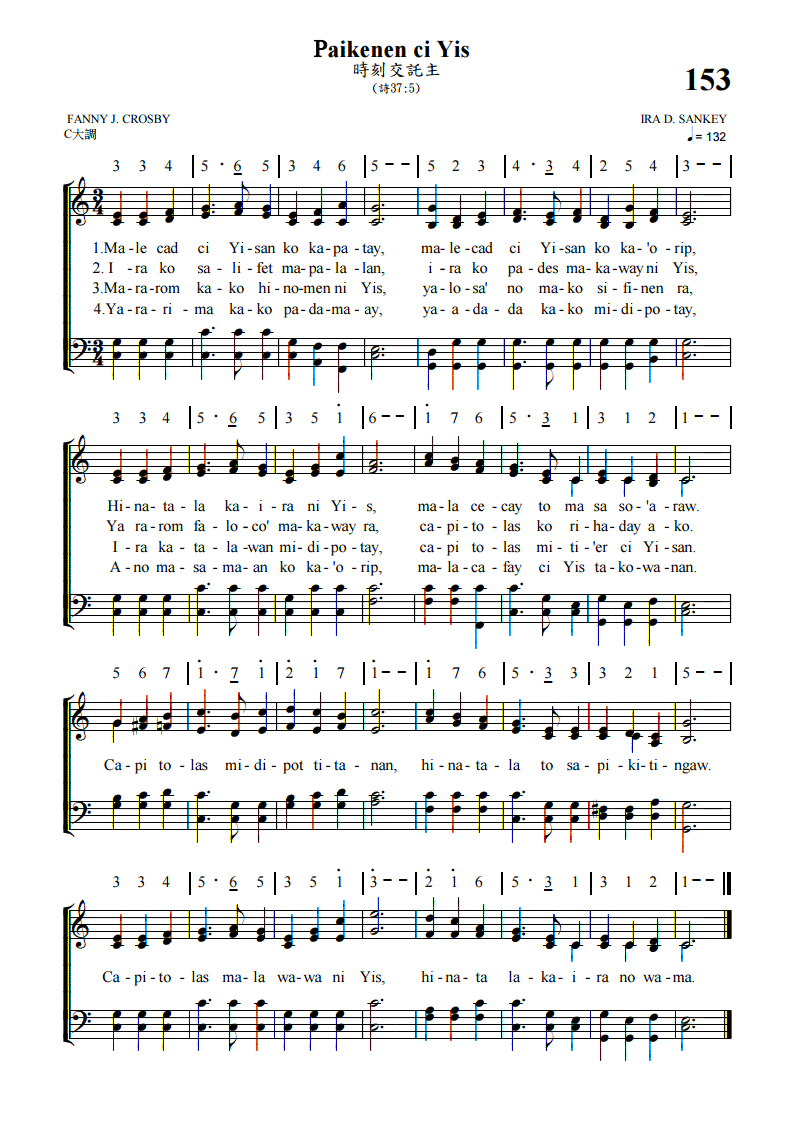 Paikenen ci Yis
時刻交託主
(詩37:5)
153
FANNY J. CROSBY
IRA D. SANKEY
C大調
♩= 132
3 3 4 | 5 · 6 5 | 3 4 6 | 5 - - | 5 2 3 | 4 · 3 4 | 2 5 4 | 3 - - |
1.Ma-le cad ci Yi-san ko ka-pa-tay, ma-le-cad ci Yi-san ko ka-'o-rip,
2. I-ra ko sa-li-fet ma-pa-la-lan, i-ra ko pa-des ma-ka-way ni Yis,
3.Ma-ra-rom ka-ko hi-no-men ni Yis, ya-lo-sa' no ma-ko si-fi-nen ra,
4.Ya-ra-ri-ma ka-ko pa-da-ma-ay, ya-a-da-da ka-ko mi-di-po-tay,
3 3 4 | 5 · 6 5 | 3 5 1̇ | 6 - - | 1̇ 7 6 | 5 · 3 1 | 3 1 2 | 1 - - |
Hi-na-ta-la ka-i-ra ni Yi-s, ma-la ce-cay to ma sa so-'a-raw.
Ya ra-rom fa-lo-co' ma-ka-way ra, ca-pi-to-las ko ri-ha-day a-ko.
I-ra ka-ta-la-wan mi-di-po-tay, ca-pi to-las mi-ti-'er ci Yi-san.
A-no ma-sa-ma-an ko ka-'o-rip, ma-la-ca-fay ci Yis ta-ko-wa-nan.
5 6 7 | 1̇ · 7 1̇ | 2̇ 1̇ 7 | 1̇ - - | 1̇ 7 6 | 5 · 3 3 | 3 2 1 | 5 - - |
Ca-pi to-las mi-di-pot ti-ta-nan, hi-na-ta-la to sa-pi-ki-ti-ngaw.
3 3 4 | 5 · 6 5 | 3 5 1̇ | 3̇ - - | 2̇ 1̇ 6 | 5 · 3 1 | 3 1 2 | 1 - - ||
Ca-pi-to-las ma-la wa-wa ni Yis, hi-na-ta la-ka-i-ra no wa-ma.